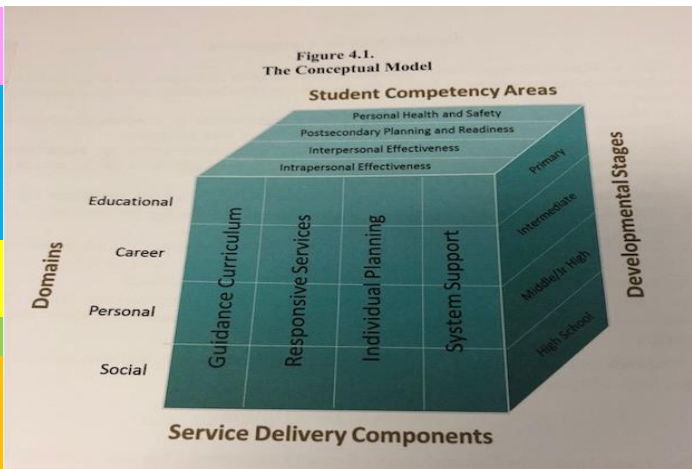 Figure 4.1.
The Conceptual Model
Student Competency Areas
Personal Health and Safety
Postsecondary Planning and Readiness
Interpersonal Effectiveness
Intrapersonal Effectiveness
Domains
Educational
Career
Personal
Social
Guidance Curriculum
Responsive Services
Individual Planning
System Support
Primary
Intermediate
Middle/Jr High
High School
Developmental Stages
Service Delivery Components